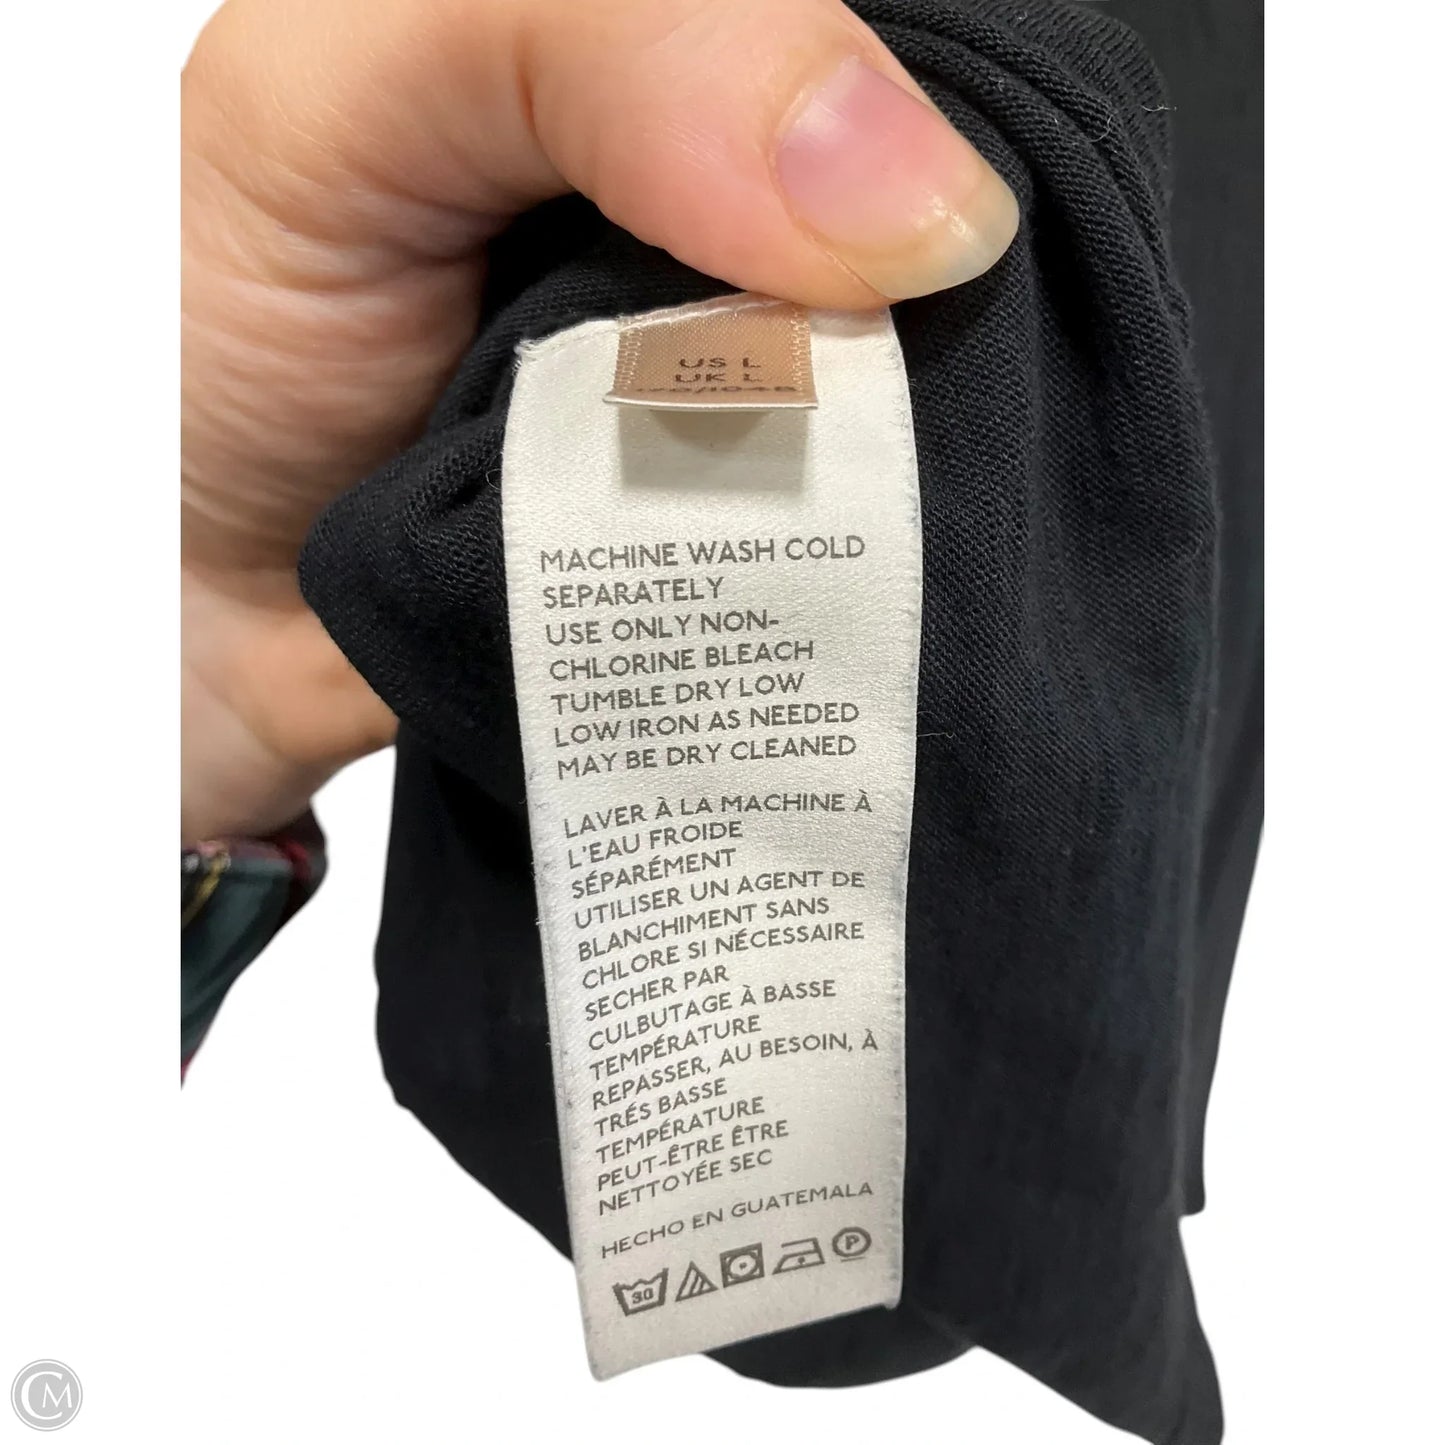 US L
UK L
MACHINE WASH COLD
SEPARATELY
USE ONLY NON-
CHLORINE BLEACH
TUMBLE DRY LOW
LOW IRON AS NEEDED
MAY BE DRY CLEANED
LAVER À LA MACHINE À
L'EAU FROIDE
SÉPARÉMENT
UTILISER UN AGENT DE
BLANCHIMENT SANS
CHLORE SI NÉCESSAIRE
SECHER PAR
CULBUTAGE À BASSE
TEMPÉRATURE
REPASSER, AU BESOIN, À
TRÉS BASSE
TEMPÉRATURE
PEUT-ÊTRE ÊTRE
NETTOYÉE SEC
HECHO EN GUATEMALA
30 P
CM